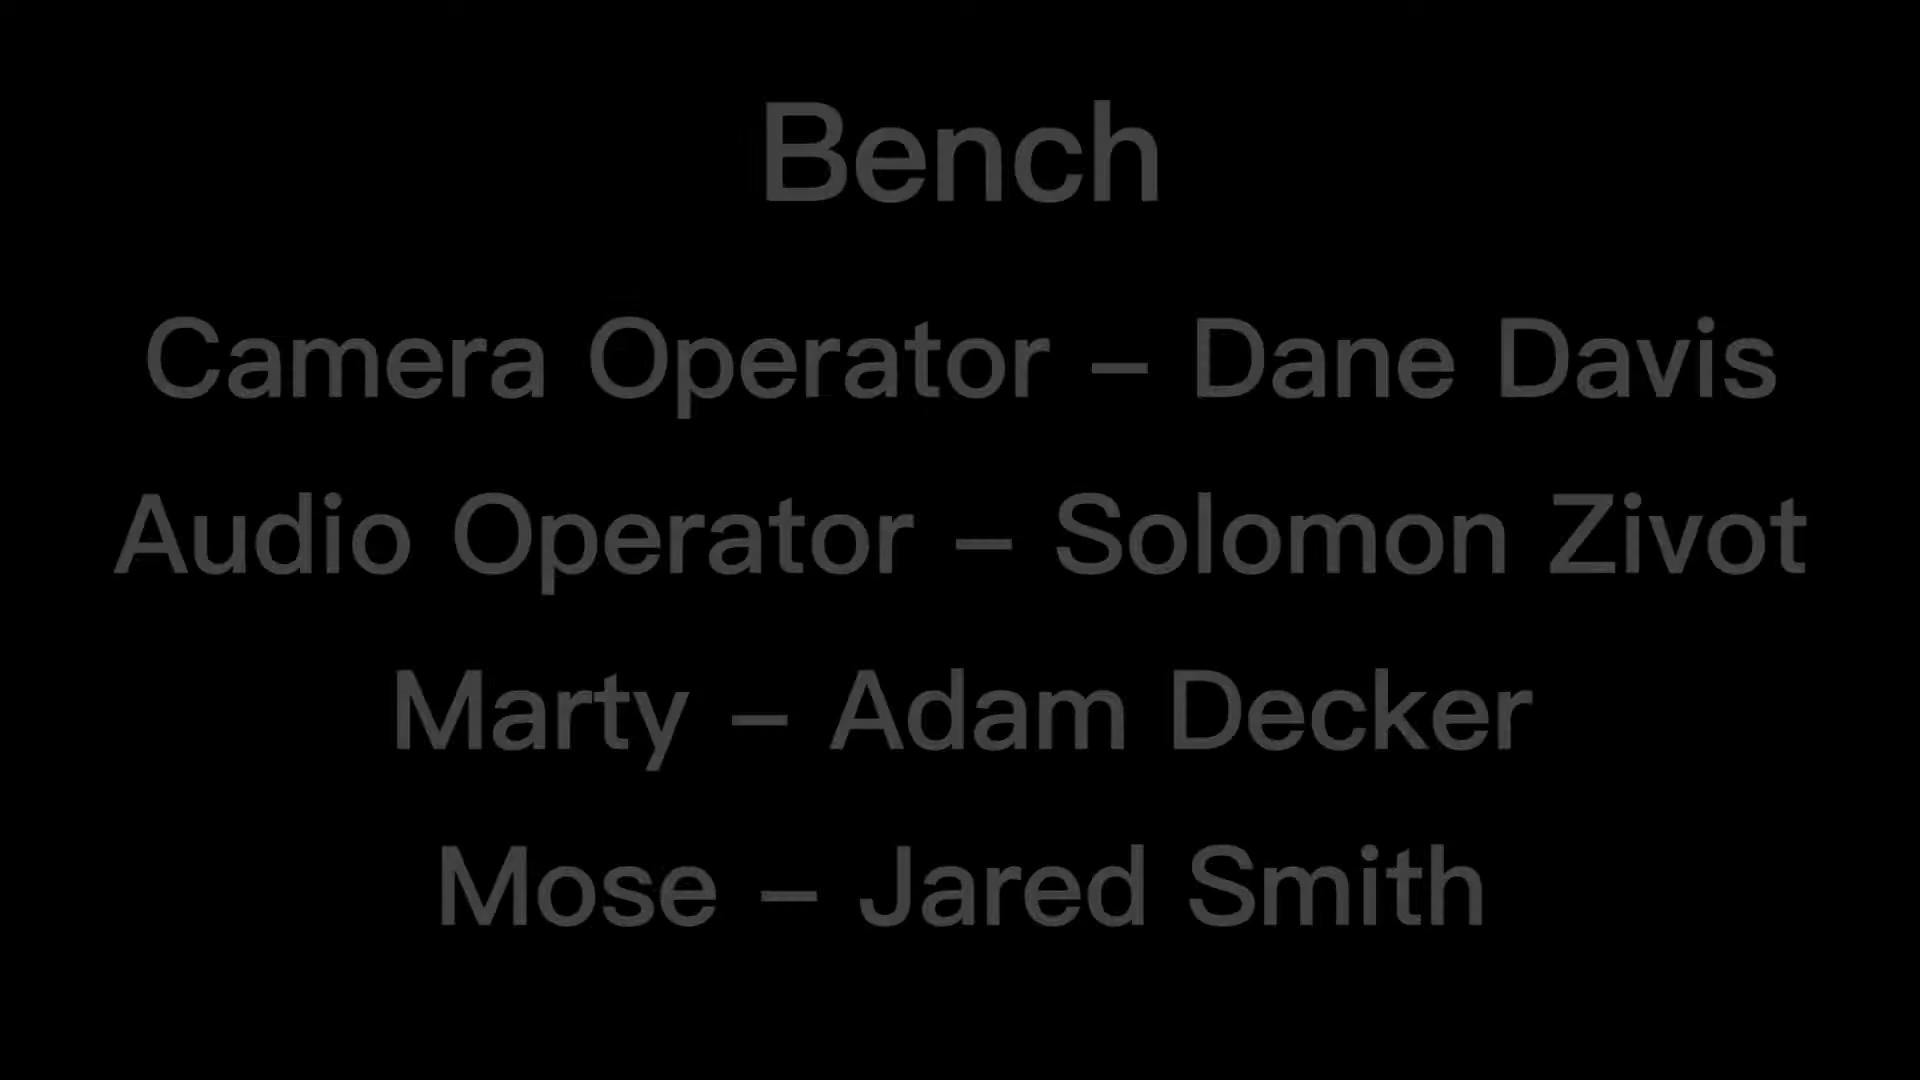 Bench
Camera Operator – Dane Davis
Audio Operator – Solomon Zivot
Marty – Adam Decker
Mose – Jared Smith